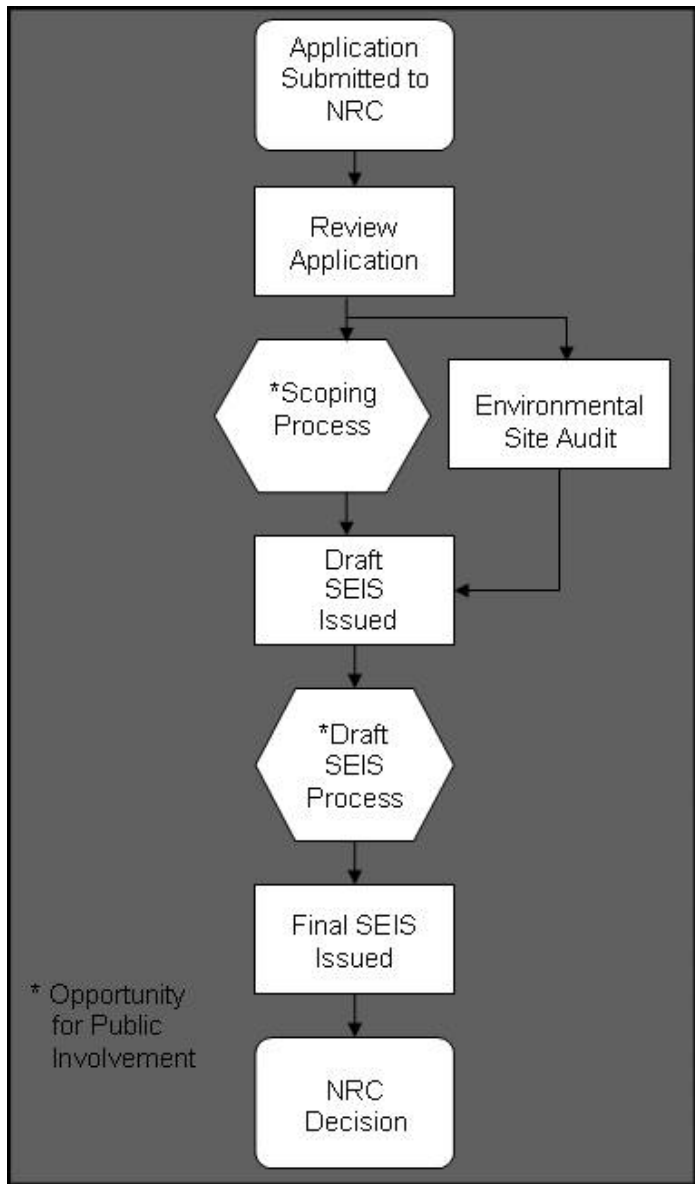 Application
Submitted to
NRC
Review
Application
*Scoping
Process
Environmental
Site Audit
Draft
SEIS
Issued
*Draft
SEIS
Process
Final SEIS
Issued
* Opportunity
for Public
Involvement
NRC
Decision